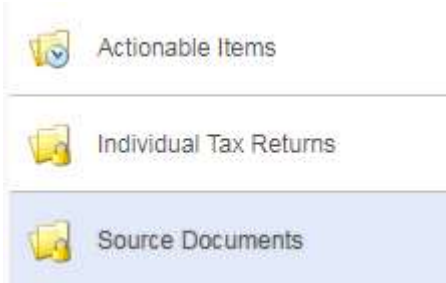 Actionable Items
Individual Tax Returns
Source Documents